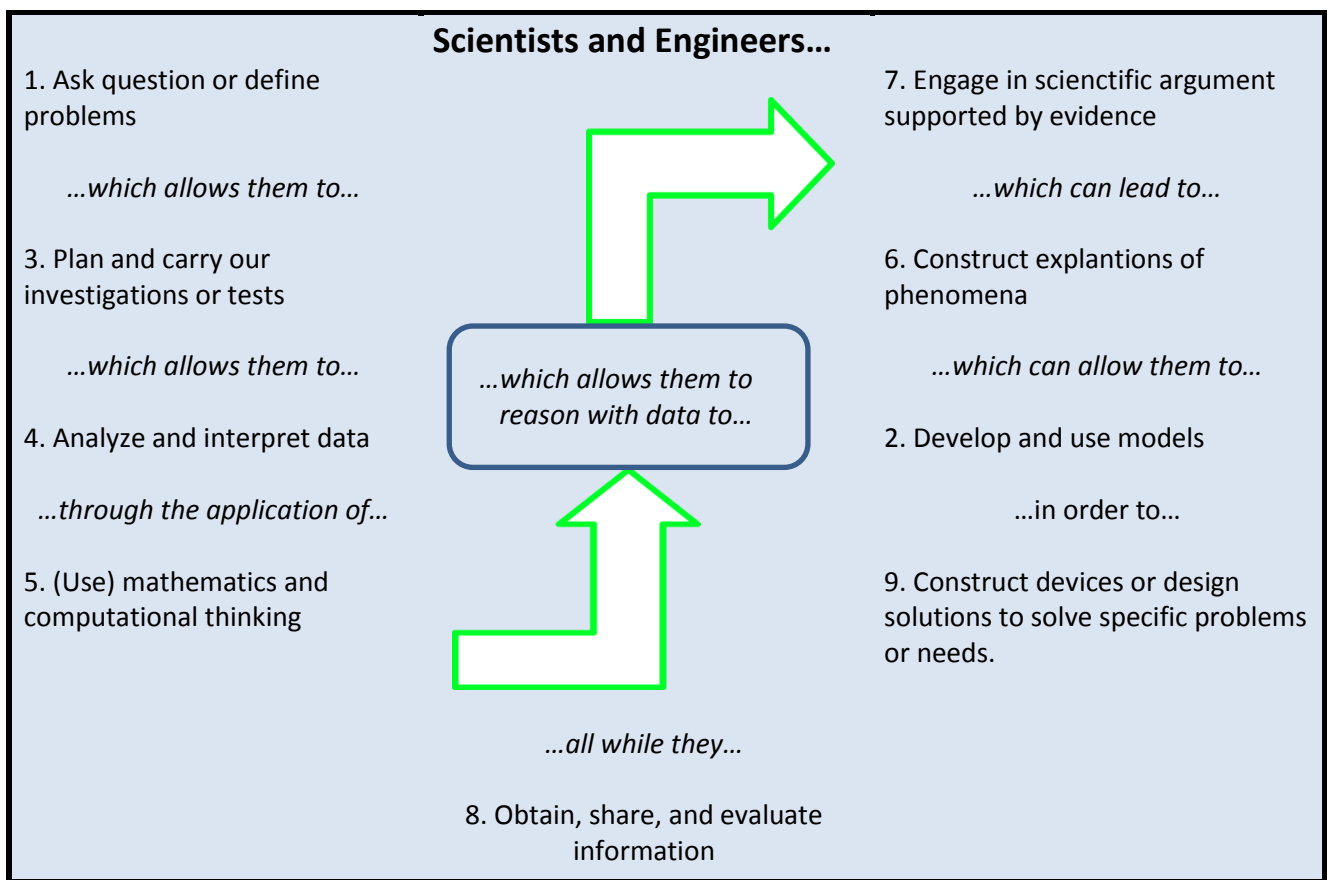 Scientists and Engineers…
1. Ask question or define
problems
…which allows them to…
3. Plan and carry our
investigations or tests
…which allows them to…
4. Analyze and interpret data
…through the application of…
5. (Use) mathematics and
computational thinking
…which allows them to
reason with data to…
7. Engage in scienctific argument
supported by evidence
…which can lead to…
6. Construct explantions of
phenomena
…which can allow them to…
2. Develop and use models
…in order to…
9. Construct devices or design
solutions to solve specific problems
or needs.
…all while they…
8. Obtain, share, and evaluate
information